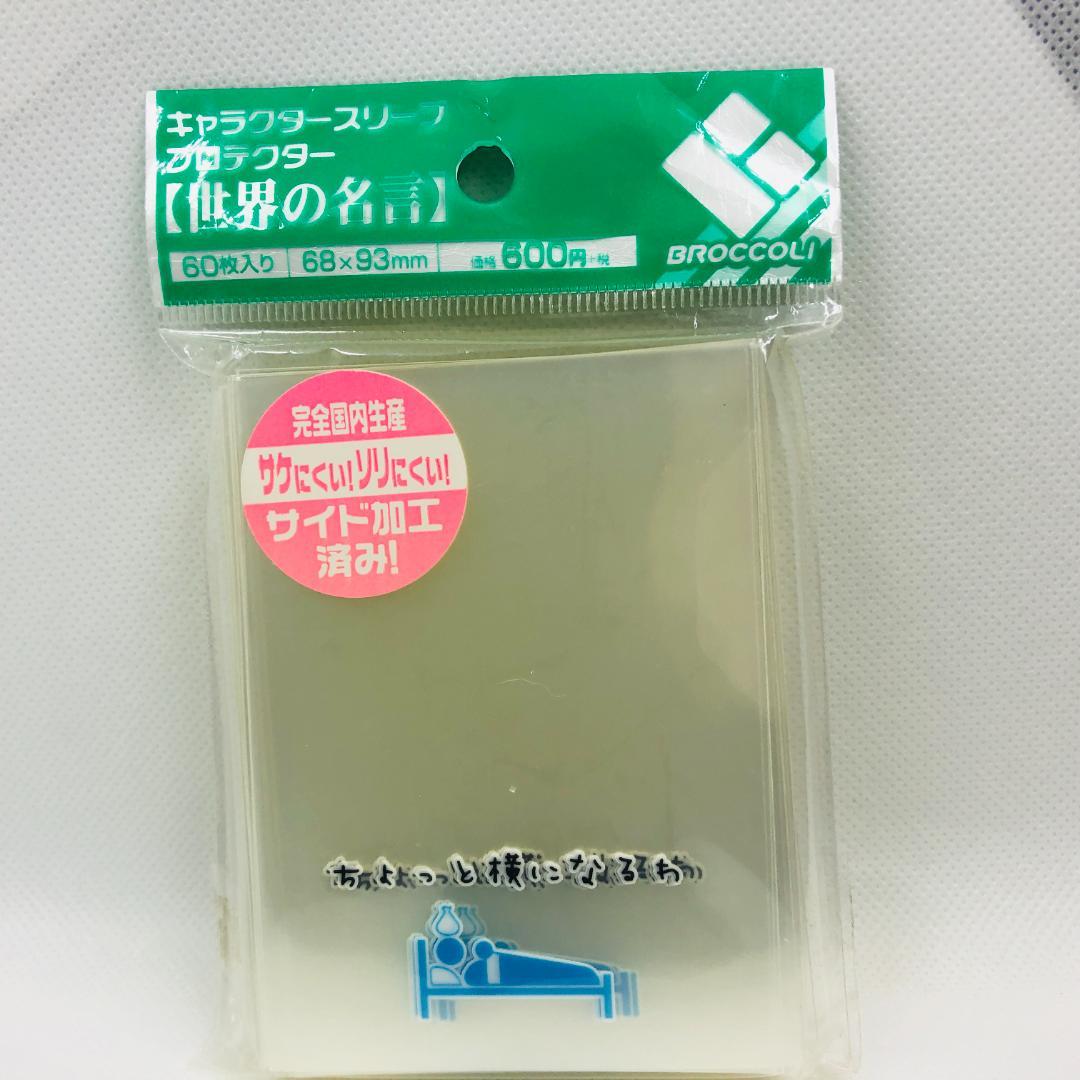 キャラクタースリーブ
プロテクター
【世界の名言】
60枚入り 68×93mm 価格 600円+税
BROCCOLI
完全国内生産
サケにくい!ソリにくい!
サイド加工
済み!
ちょっと横になるわ